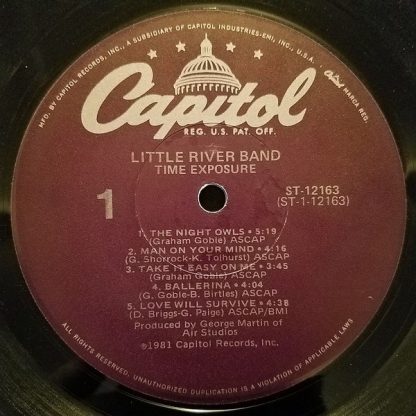 MFD. BY CAPITOL RECORDS, INC., A SUBSIDIARY OF CAPITOL INDUSTRIES-EMI, INC., U.S.A.
Capitol
MARCA REG.
Capitol
REG. U.S. PAT. OFF.
LITTLE RIVER BAND
TIME EXPOSURE
1
ST-12163
(ST-1-12163)
1. THE NIGHT OWLS • 5:19
(Graham Goble) ASCAP
2. MAN ON YOUR MIND • 4:16
(G. Shorrock-K. Tolhurst) ASCAP
3. TAKE IT EASY ON ME • 3:45
(Graham Goble) ASCAP
4. BALLERINA • 4:04
(G. Goble-B. Birtles) ASCAP
5. LOVE WILL SURVIVE • 4:38
(D. Briggs-G. Paige) ASCAP/BMI
Produced by George Martin of
Air Studios
℗1981 Capitol Records, Inc.
ALL RIGHTS RESERVED. UNAUTHORIZED DUPLICATION IS A VIOLATION OF APPLICABLE LAWS